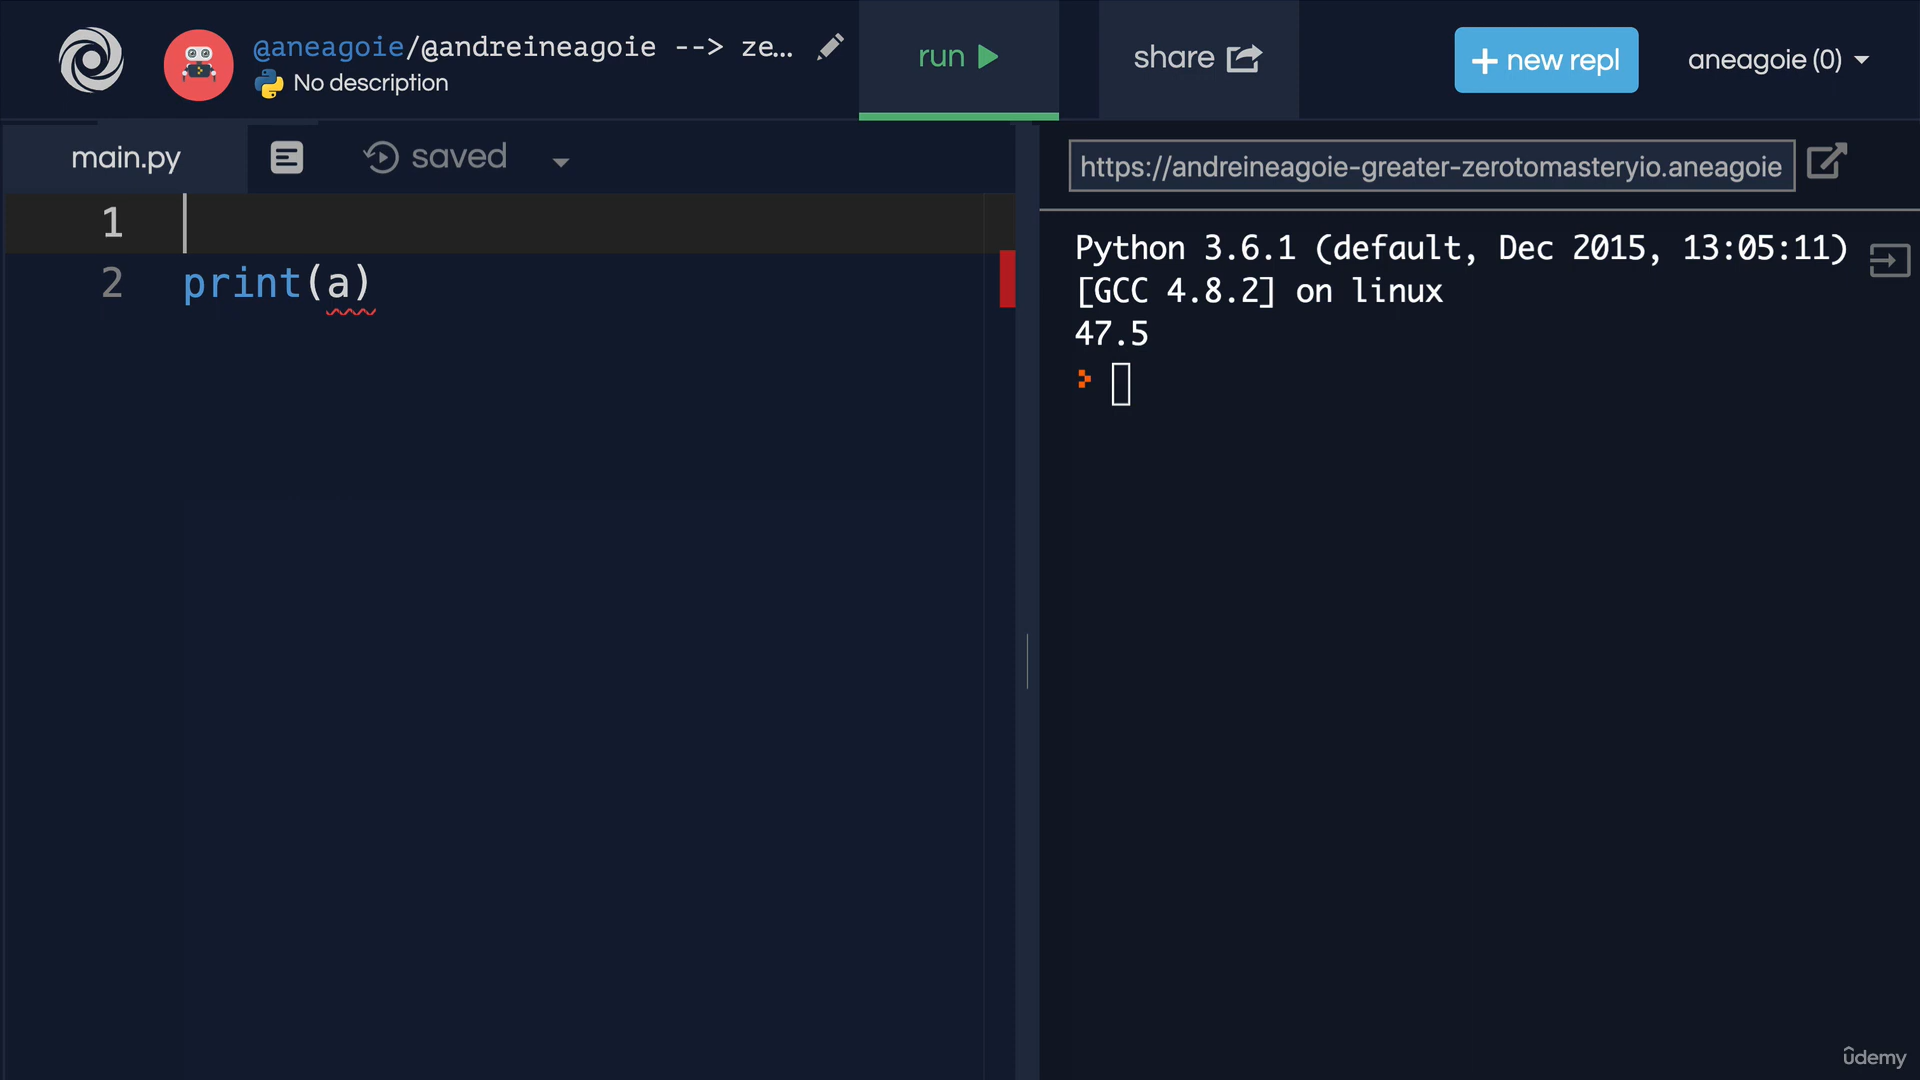 @aneagoie/@andreineagoie --> ze...
No description
run
share
+ new repl
aneagoie (0)
main.py
saved
https://andreineagoie-greater-zerotomasteryio.aneagoie
1
2 print(a)
Python 3.6.1 (default, Dec 2015, 13:05:11)
[GCC 4.8.2] on linux
47.5
ûdemy